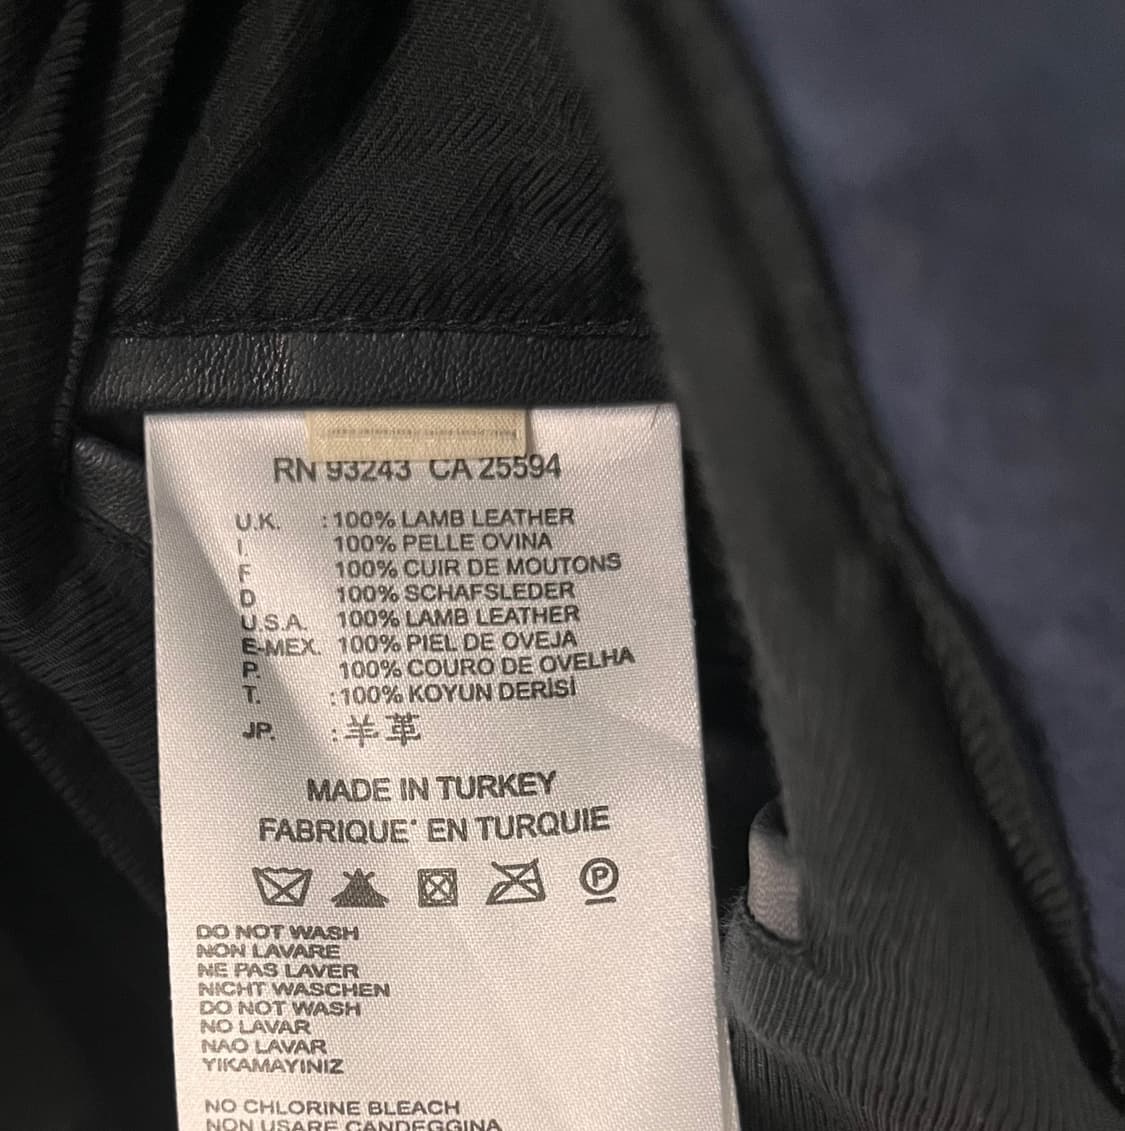 RN 93243 CA 25594
U.K. : 100% LAMB LEATHER
I 100% PELLE OVINA
F 100% CUIR DE MOUTONS
D 100% SCHAFSLEDER
U.S.A. 100% LAMB LEATHER
E-MEX. 100% PIEL DE OVEJA
P. 100% COURO DE OVELHA
T. : 100% KOYUN DERİSİ
JP. : 羊革
MADE IN TURKEY
FABRIQUE' EN TURQUIE
P
DO NOT WASH
NON LAVARE
NE PAS LAVER
NICHT WASCHEN
DO NOT WASH
NO LAVAR
NAO LAVAR
YIKAMAYINIZ
NO CHLORINE BLEACH
NON USARE CANDEGGINA